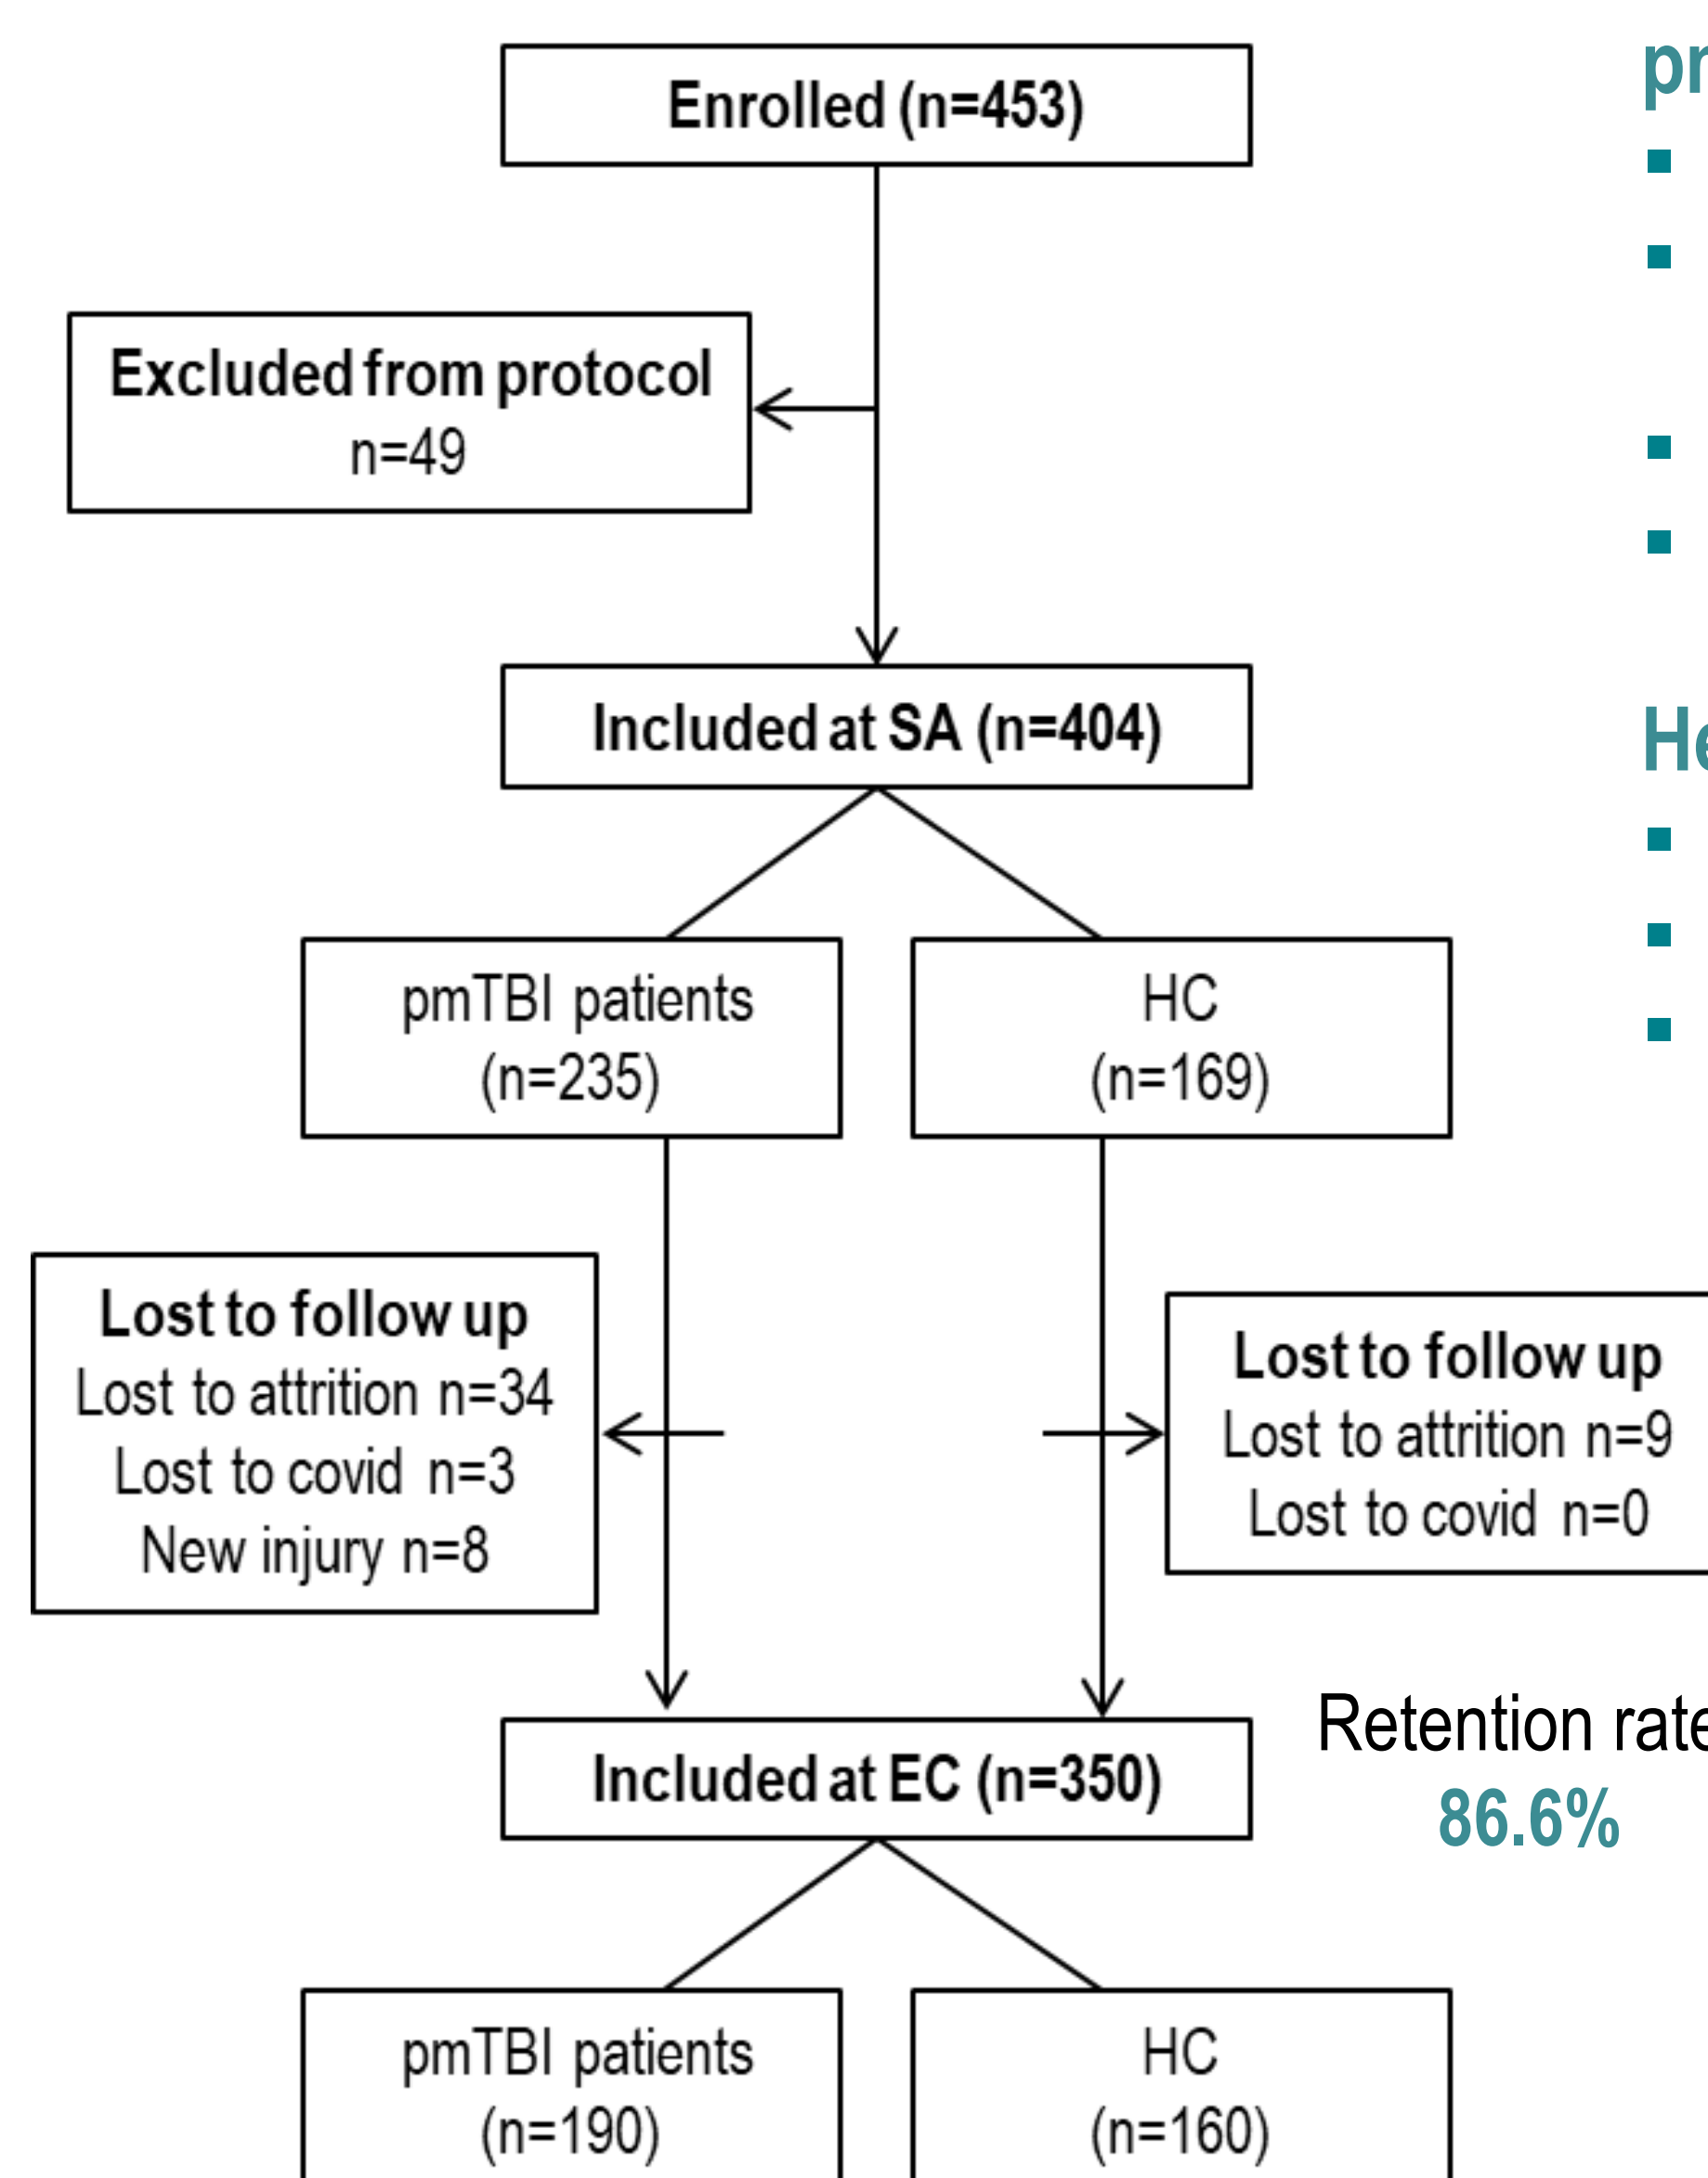 Enrolled (n=453)
Excluded from protocol
n=49
Included at SA (n=404)
pmTBI patients
(n=235)
HC
(n=169)
Lost to follow up
Lost to attrition n=34
Lost to covid n=3
New injury n=8
Lost to follow up
Lost to attrition n=9
Lost to covid n=0
Included at EC (n=350)
Retention rate
86.6%
pmTBI patients
(n=190)
HC
(n=160)